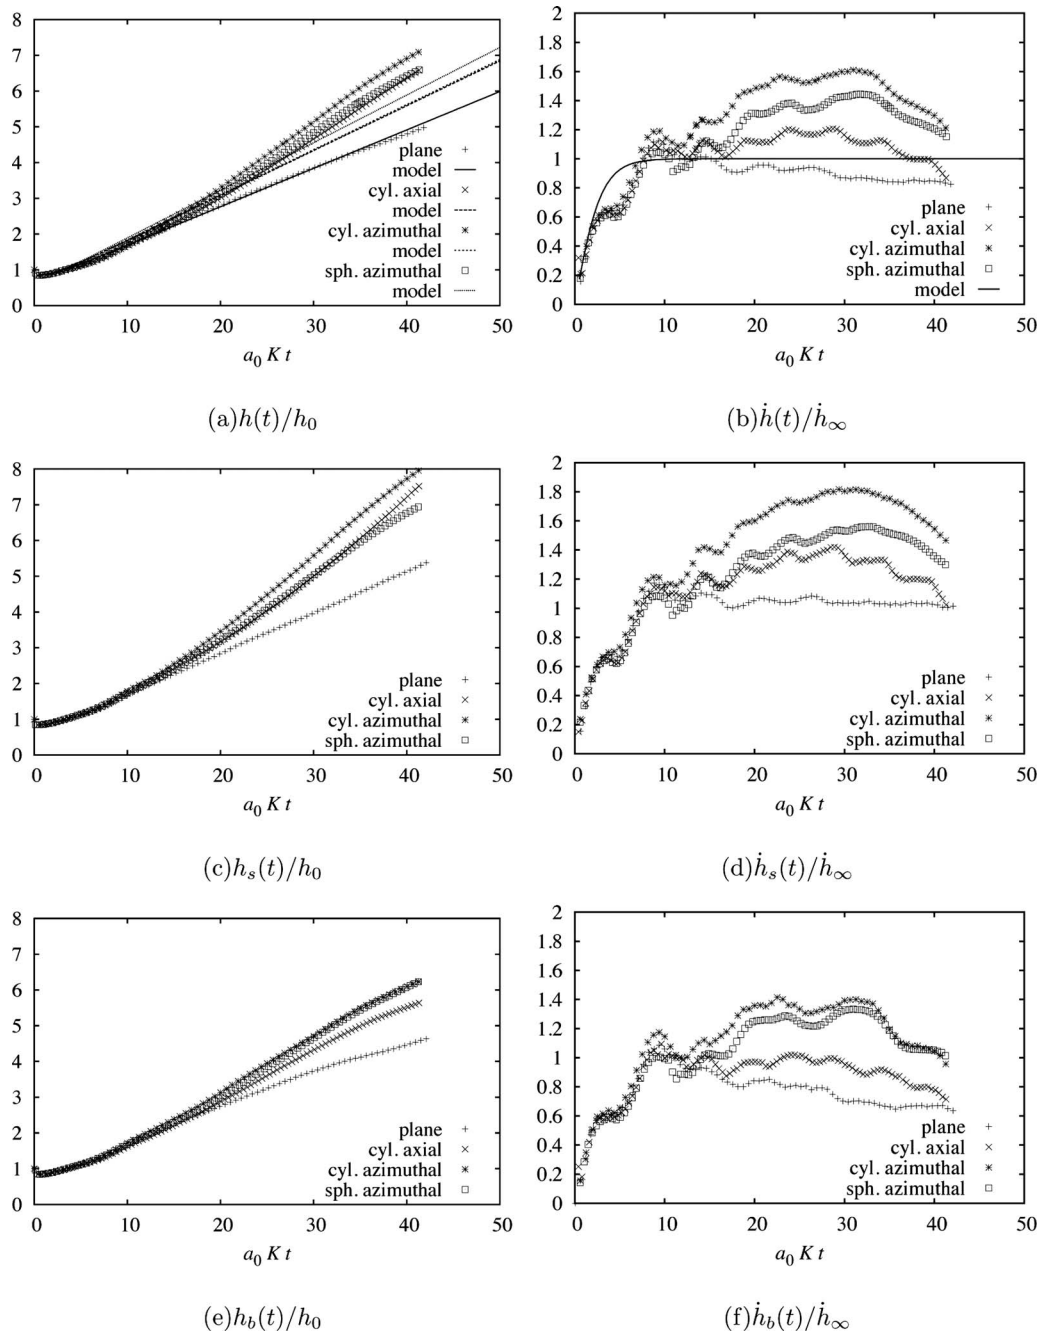 8
7
6
5
4
3
2
1
0
plane
model
cyl. axial
model
cyl. azimuthal
model
sph. azimuthal
model
0 10 20 30 40 50
a₀ K t
(a)h(t)/h₀
2
1.8
1.6
1.4
1.2
1
0.8
0.6
0.4
0.2
0
plane
cyl. axial
cyl. azimuthal
sph. azimuthal
model
0 10 20 30 40 50
a₀ K t
(b)ḣ(t)/ḣ∞
8
7
6
5
4
3
2
1
0
plane
cyl. axial
cyl. azimuthal
sph. azimuthal
0 10 20 30 40 50
a₀ K t
(c)hₛ(t)/h₀
2
1.8
1.6
1.4
1.2
1
0.8
0.6
0.4
0.2
0
plane
cyl. axial
cyl. azimuthal
sph. azimuthal
0 10 20 30 40 50
a₀ K t
(d)ḣₛ(t)/ḣ∞
8
7
6
5
4
3
2
1
0
plane
cyl. axial
cyl. azimuthal
sph. azimuthal
0 10 20 30 40 50
a₀ K t
(e)h_b(t)/h₀
2
1.8
1.6
1.4
1.2
1
0.8
0.6
0.4
0.2
0
plane
cyl. axial
cyl. azimuthal
sph. azimuthal
0 10 20 30 40 50
a₀ K t
(f)ḣ_b(t)/ḣ∞